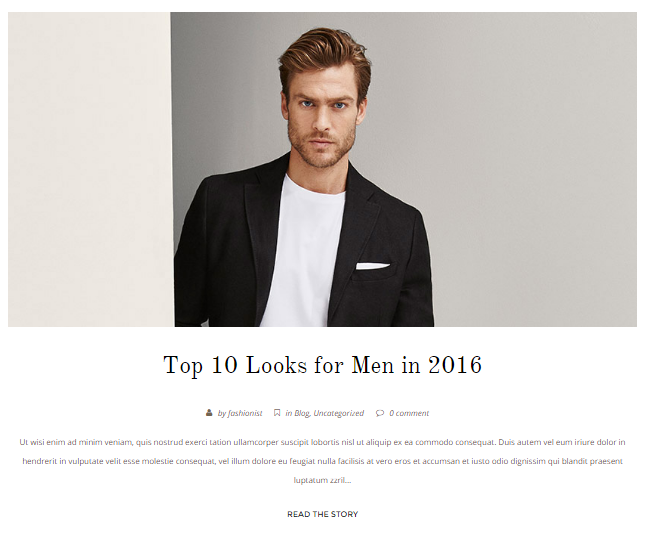 Top 10 Looks for Men in 2016
by fashionist in Blog, Uncategorized 0 comment
Ut wisi enim ad minim veniam, quis nostrud exerci tation ullamcorper suscipit lobortis nisl ut aliquip ex ea commodo consequat. Duis autem vel eum iriure dolor in
hendrerit in vulputate velit esse molestie consequat, vel illum dolore eu feugiat nulla facilisis at vero eros et accumsan et iusto odio dignissim qui blandit praesent
luptatum zzril...
READ THE STORY